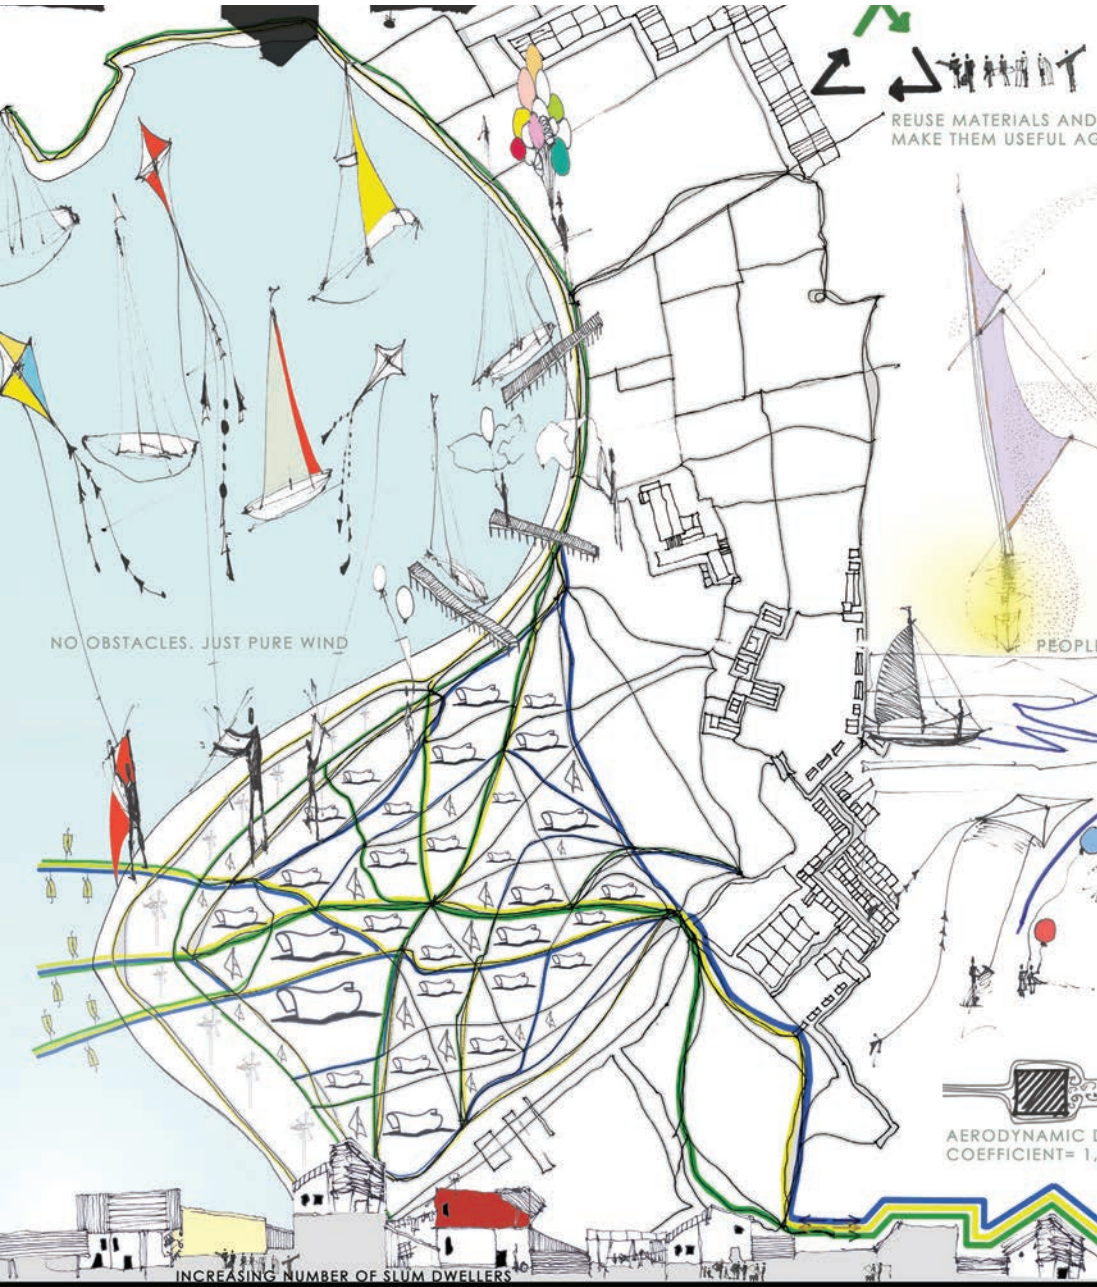 REUSE MATERIALS AND
MAKE THEM USEFUL AG
NO OBSTACLES. JUST PURE WIND
PEOPLE
AERODYNAMIC D
COEFFICIENT= 1,
INCREASING NUMBER OF SLUM DWELLERS